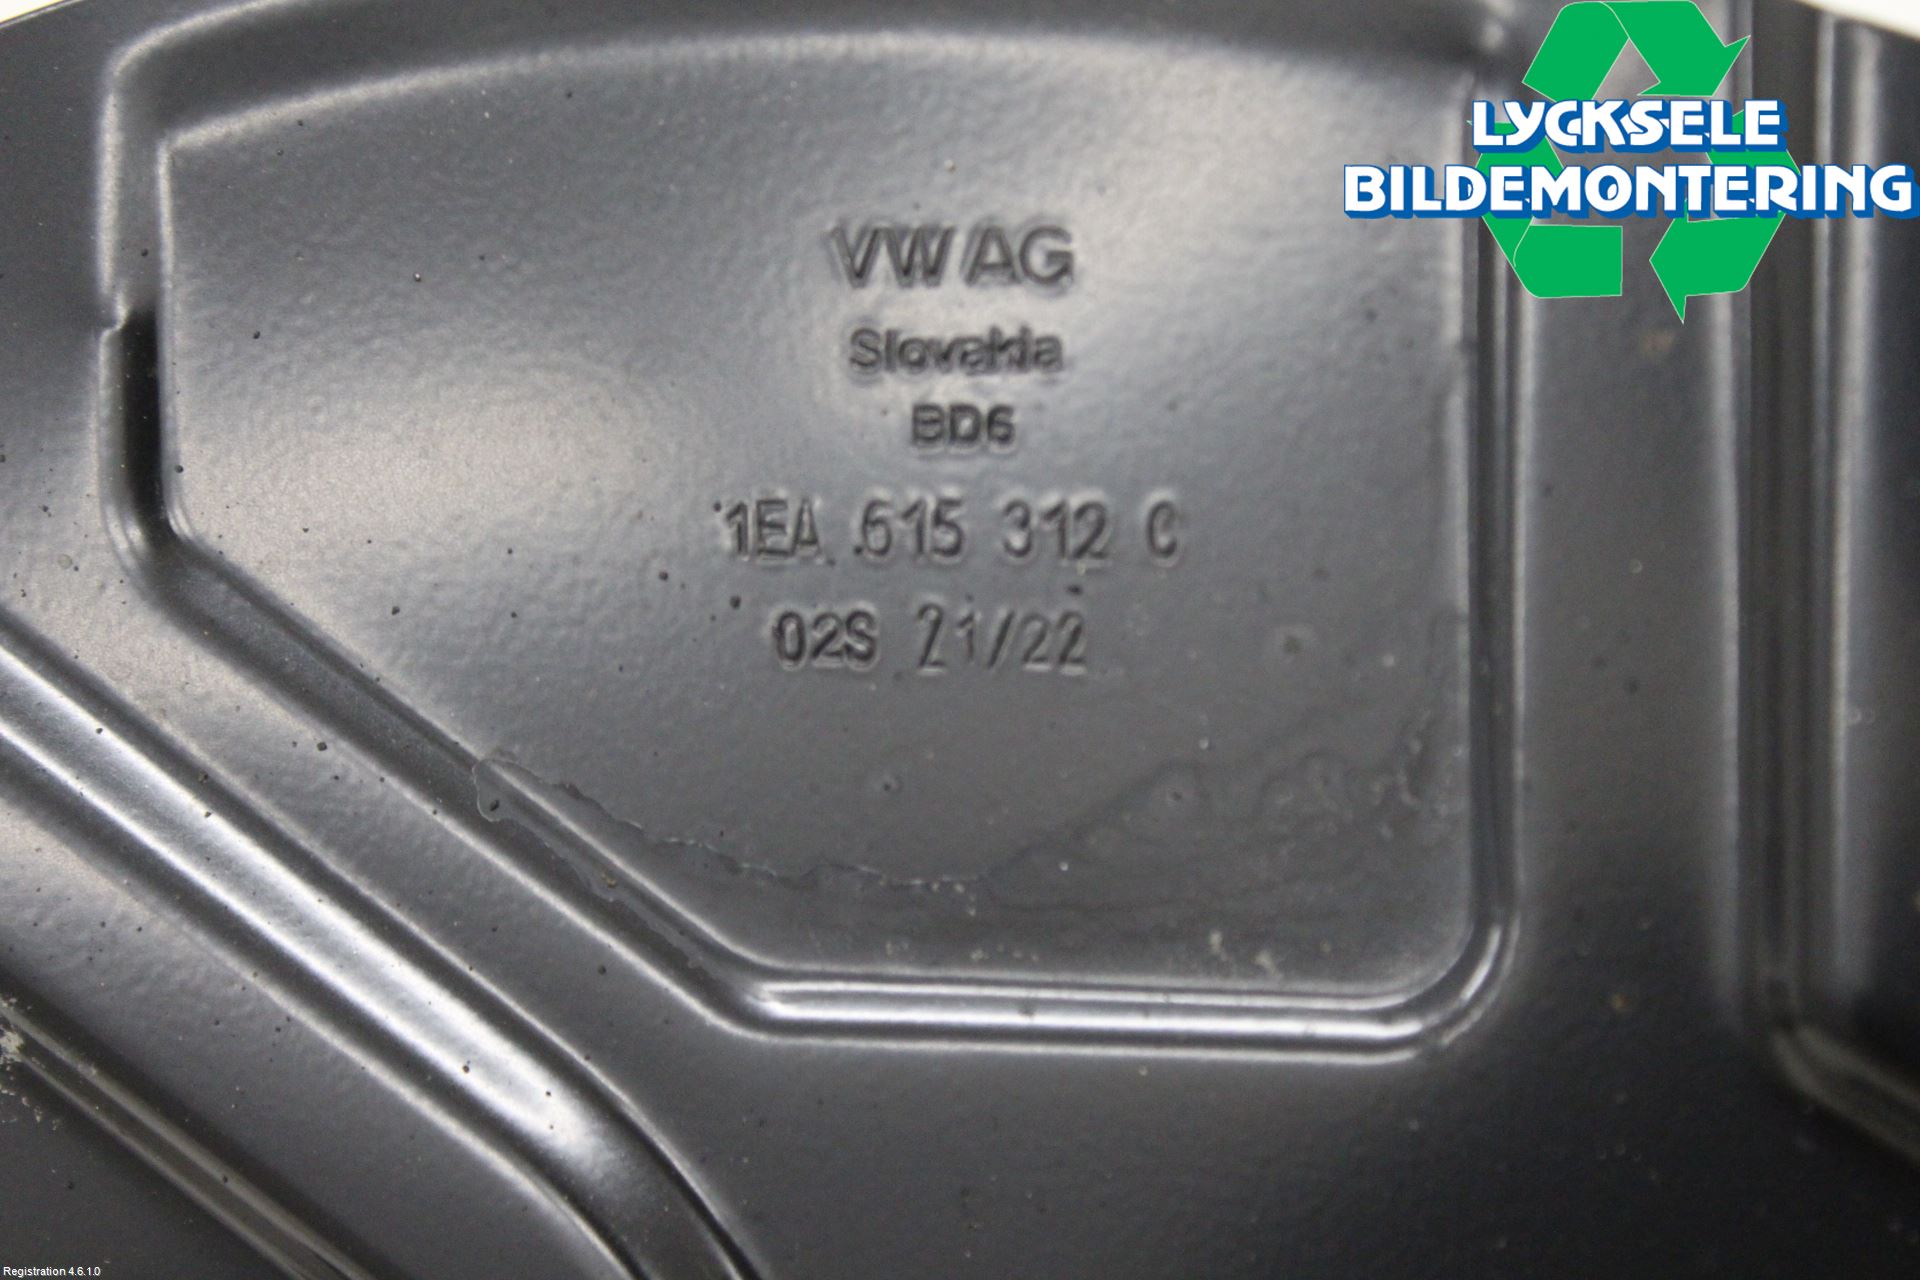 LYCKSELE
BILDEMONTERING
VW AG
Slovakia
BD6
1EA .615 312 C
02S 21/22
Registration 4.6.1.0